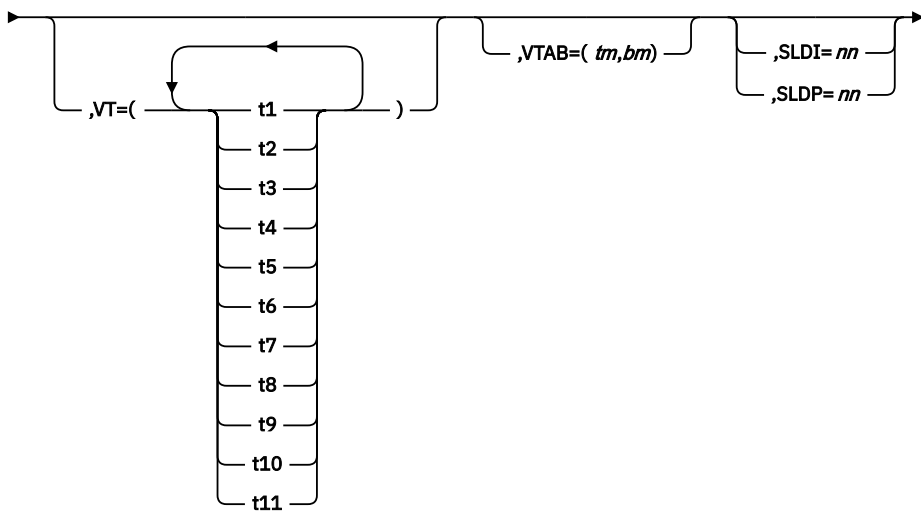 ,VT=( t1 )
t2
t3
t4
t5
t6
t7
t8
t9
t10
t11
,VTAB=( tm,bm)
,SLDI= nn
,SLDP= nn